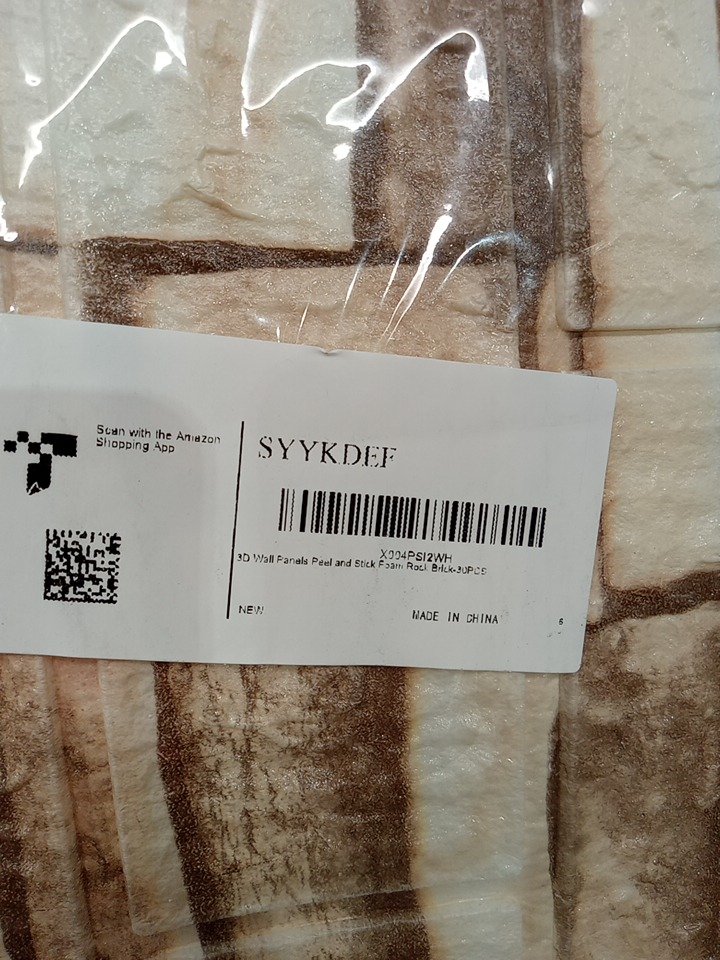 Scan with the Amazon
Shopping App
SYYKDEF
X004PSI2WH
3D Wall Panels Peel and Stick Foam Rock Brick-30PCS
NEW
MADE IN CHINA